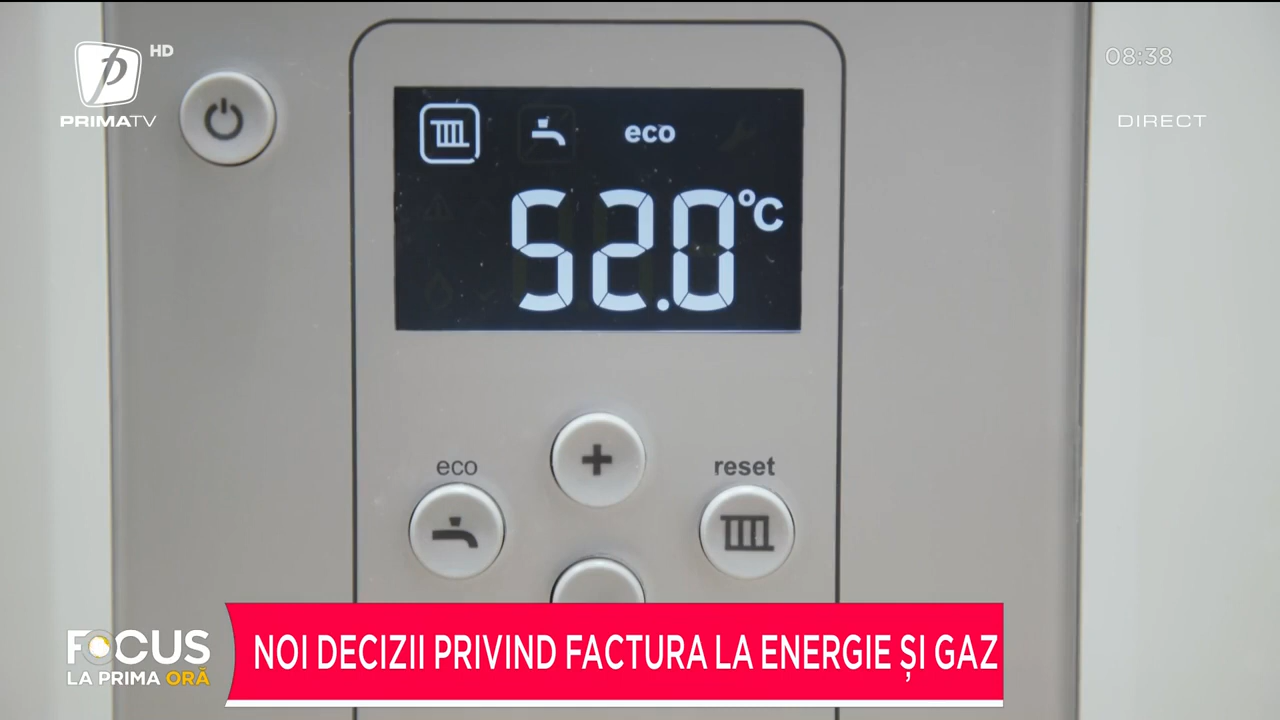 HD
PRIMATV
08:38
DIRECT
eco
52.0°C
eco
reset
FOCUS
LA PRIMA ORĂ
NOI DECIZII PRIVIND FACTURA LA ENERGIE ȘI GAZ